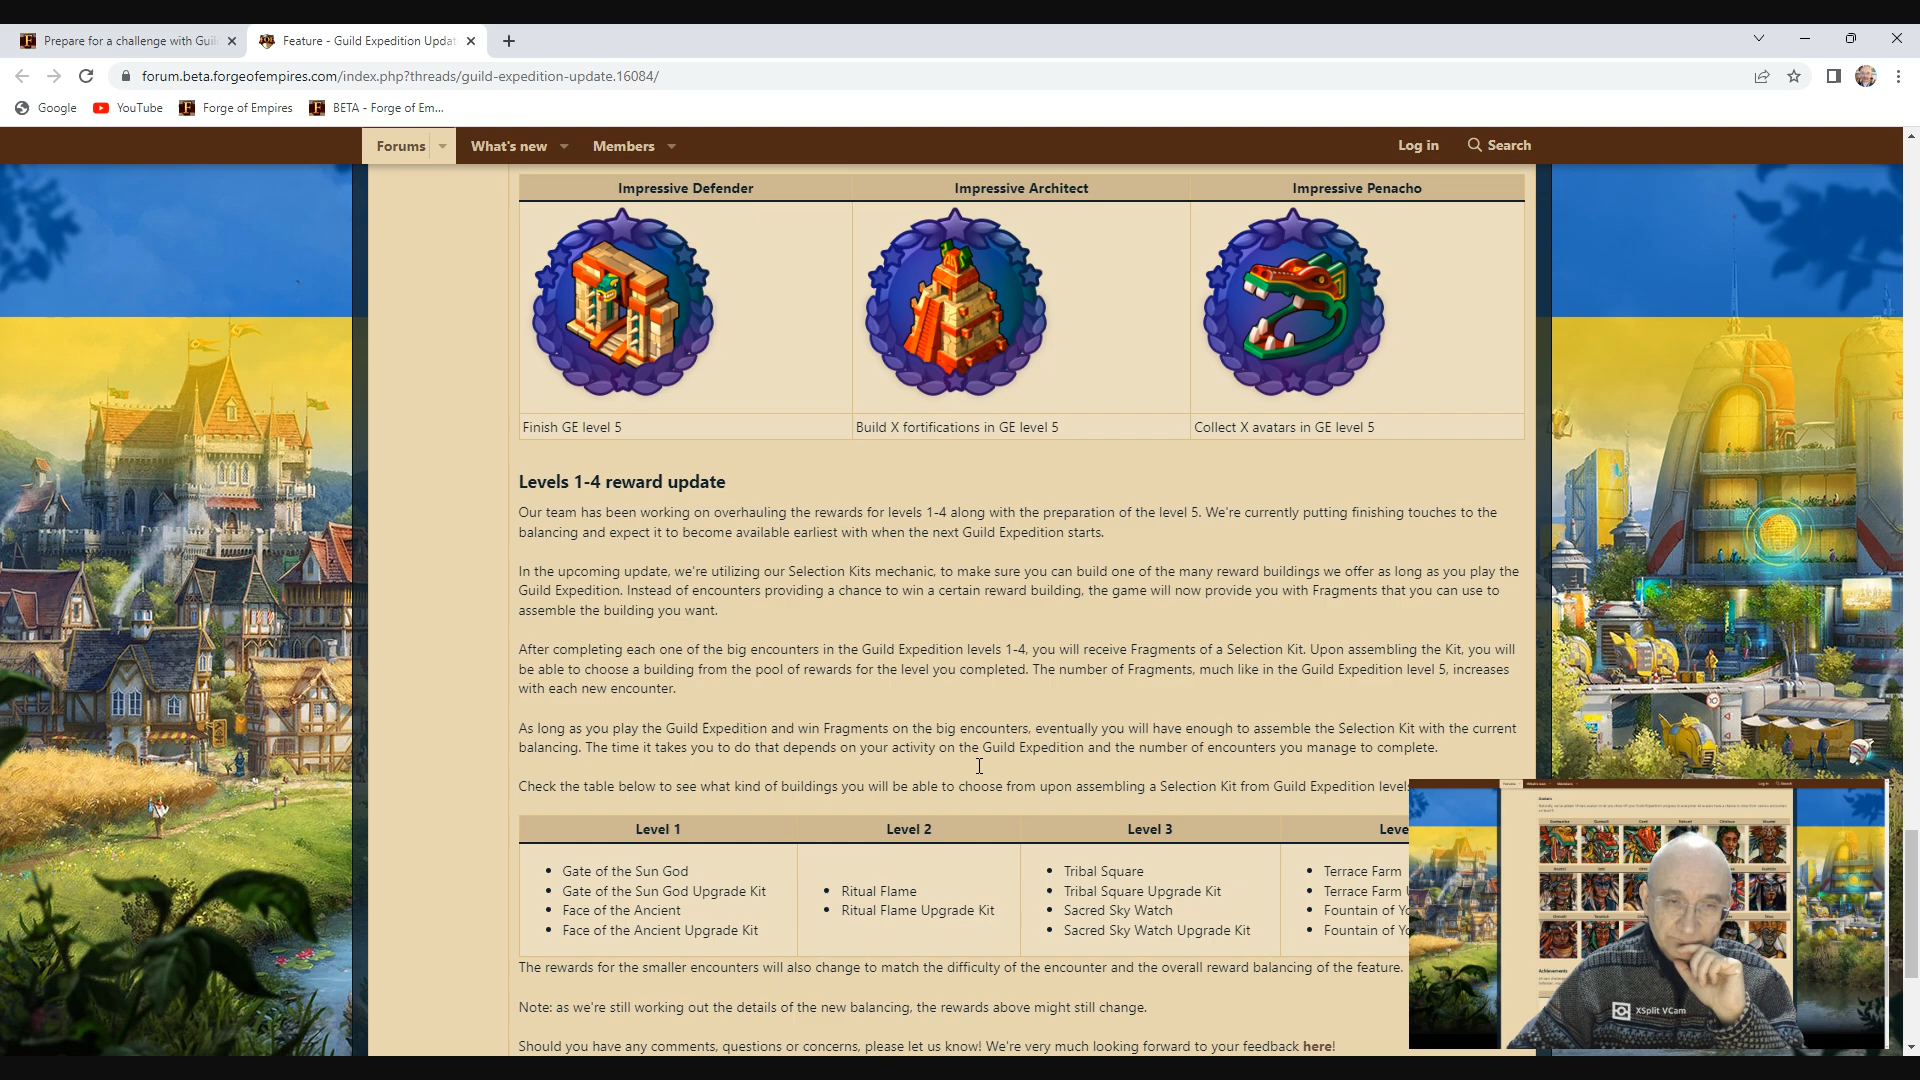 Prepare for a challenge with Guil
Feature - Guild Expedition Updat
forum.beta.forgeofempires.com/index.php?threads/guild-expedition-update.16084/
Google
YouTube
Forge of Empires
BETA - Forge of Em...
Forums
What's new
Members
Log in
Search
Impressive Defender
Impressive Architect
Impressive Penacho
Finish GE level 5
Build X fortifications in GE level 5
Collect X avatars in GE level 5
Levels 1-4 reward update
Our team has been working on overhauling the rewards for levels 1-4 along with the preparation of the level 5. We're currently putting finishing touches to the
balancing and expect it to become available earliest with when the next Guild Expedition starts.
In the upcoming update, we're utilizing our Selection Kits mechanic, to make sure you can build one of the many reward buildings we offer as long as you play the
Guild Expedition. Instead of encounters providing a chance to win a certain reward building, the game will now provide you with Fragments that you can use to
assemble the building you want.
After completing each one of the big encounters in the Guild Expedition levels 1-4, you will receive Fragments of a Selection Kit. Upon assembling the Kit, you will
be able to choose a building from the pool of rewards for the level you completed. The number of Fragments, much like in the Guild Expedition level 5, increases
with each new encounter.
As long as you play the Guild Expedition and win Fragments on the big encounters, eventually you will have enough to assemble the Selection Kit with the current
balancing. The time it takes you to do that depends on your activity on the Guild Expedition and the number of encounters you manage to complete.
Check the table below to see what kind of buildings you will be able to choose from upon assembling a Selection Kit from Guild Expedition level
Level 1
Level 2
Level 3
Leve
Gate of the Sun God
Gate of the Sun God Upgrade Kit
Face of the Ancient
Face of the Ancient Upgrade Kit
Ritual Flame
Ritual Flame Upgrade Kit
Tribal Square
Tribal Square Upgrade Kit
Sacred Sky Watch
Sacred Sky Watch Upgrade Kit
Terrace Farm
Terrace Farm
Fountain of Yo
Fountain of Yo
The rewards for the smaller encounters will also change to match the difficulty of the encounter and the overall reward balancing of the feature.
Note: as we're still working out the details of the new balancing, the rewards above might still change.
Should you have any comments, questions or concerns, please let us know! We're very much looking forward to your feedback here!
Achievements
XSplit VCam